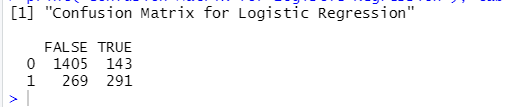 [1] "Confusion Matrix for Logistic Regression"
FALSE TRUE
0 1405 143
1 269 291
>